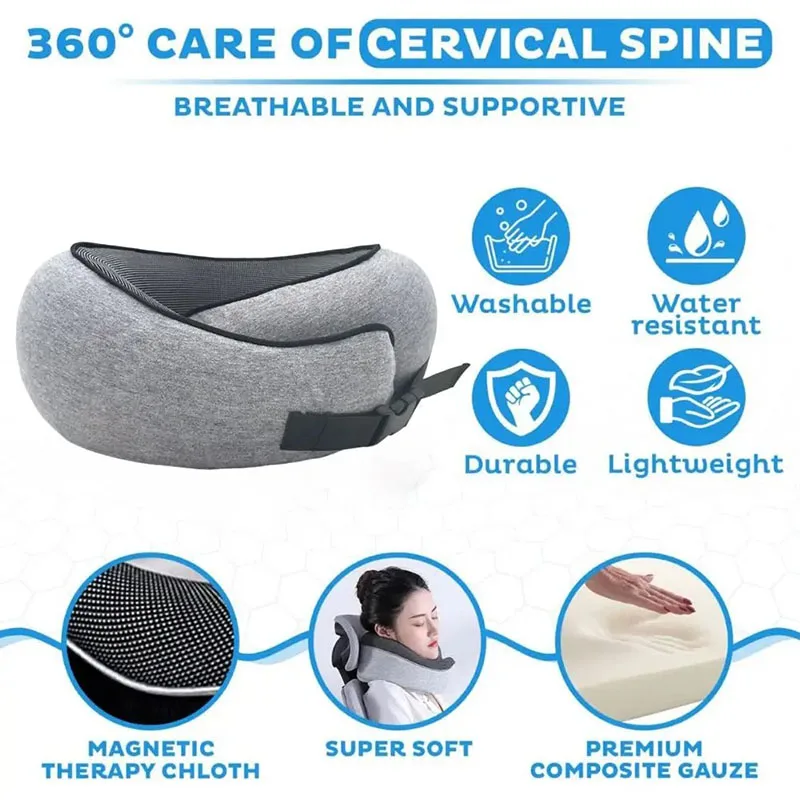 360° CARE OF CERVICAL SPINE
BREATHABLE AND SUPPORTIVE
Washable
Water
resistant
Durable
Lightweight
MAGNETIC
THERAPY CHLOTH
SUPER SOFT
PREMIUM
COMPOSITE GAUZE